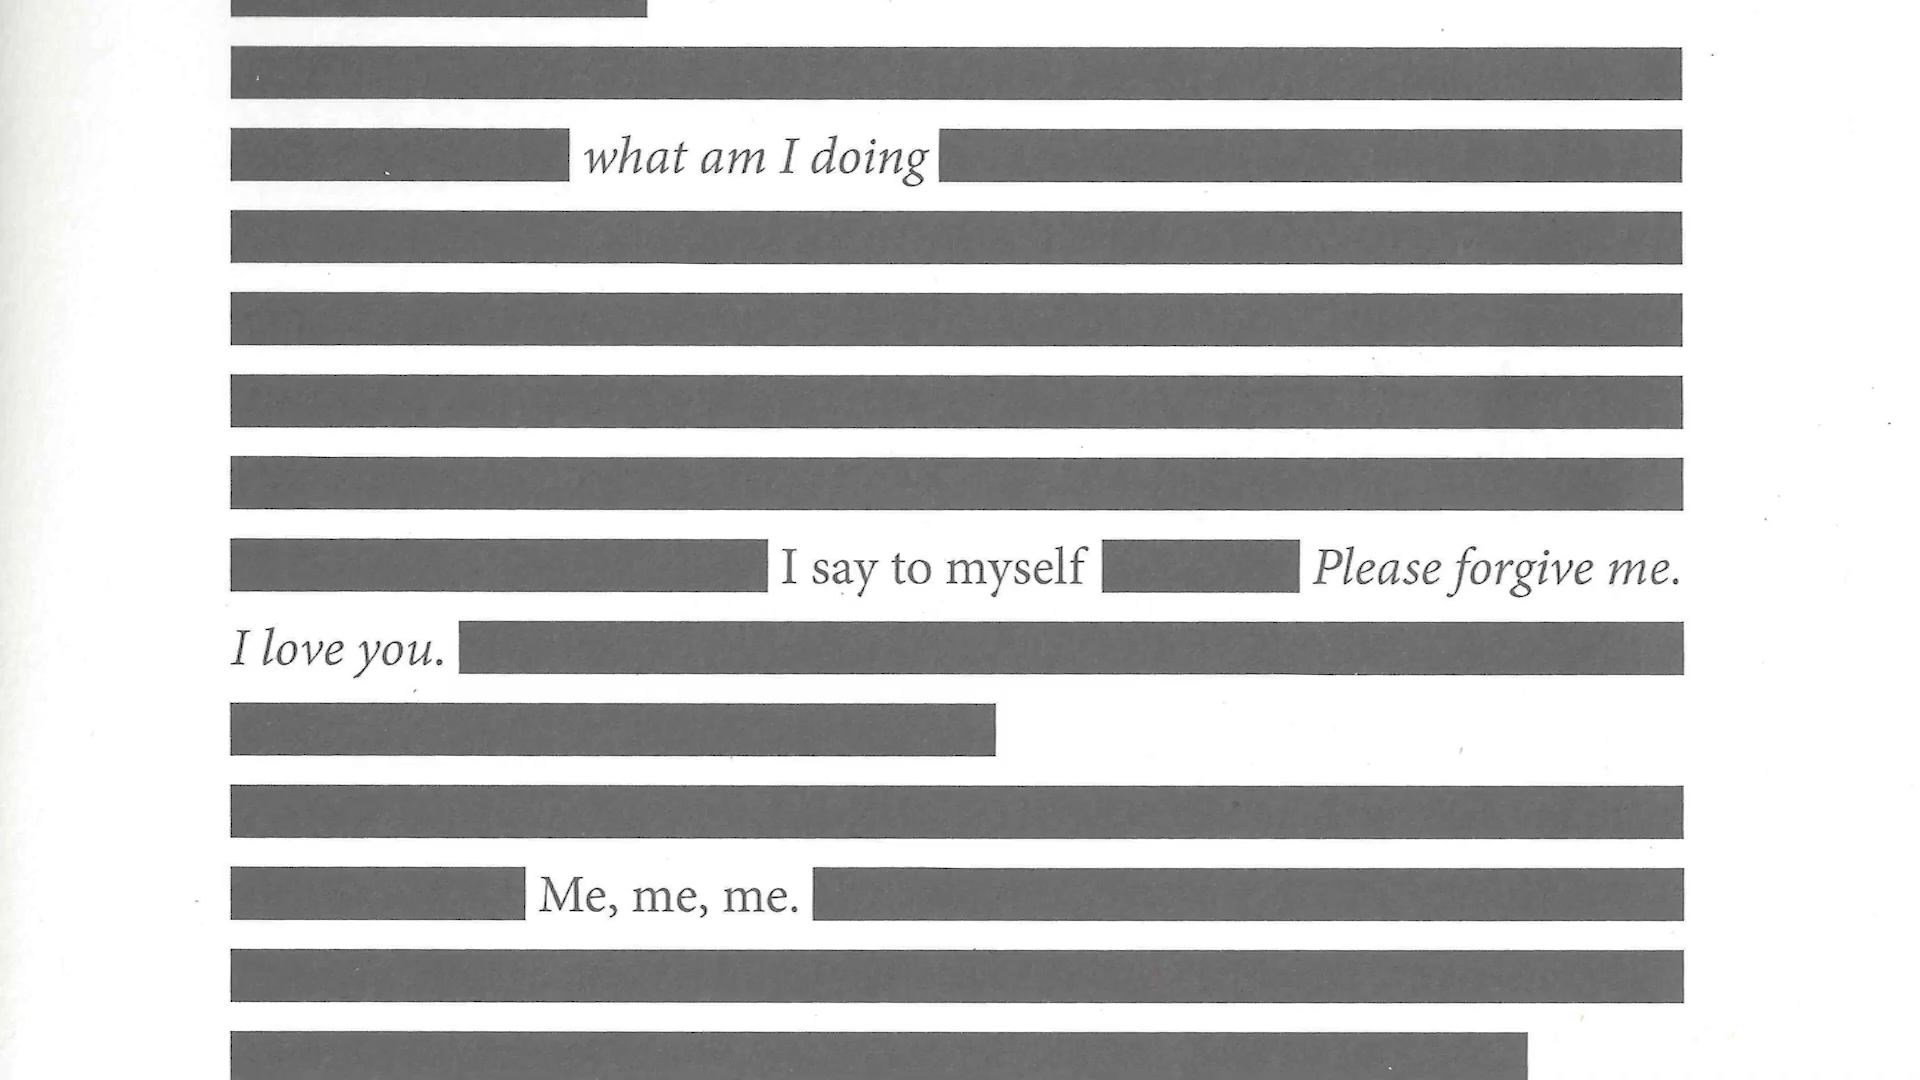 what am I doing
I say to myself Please forgive me.
I love you.
Me, me, me.